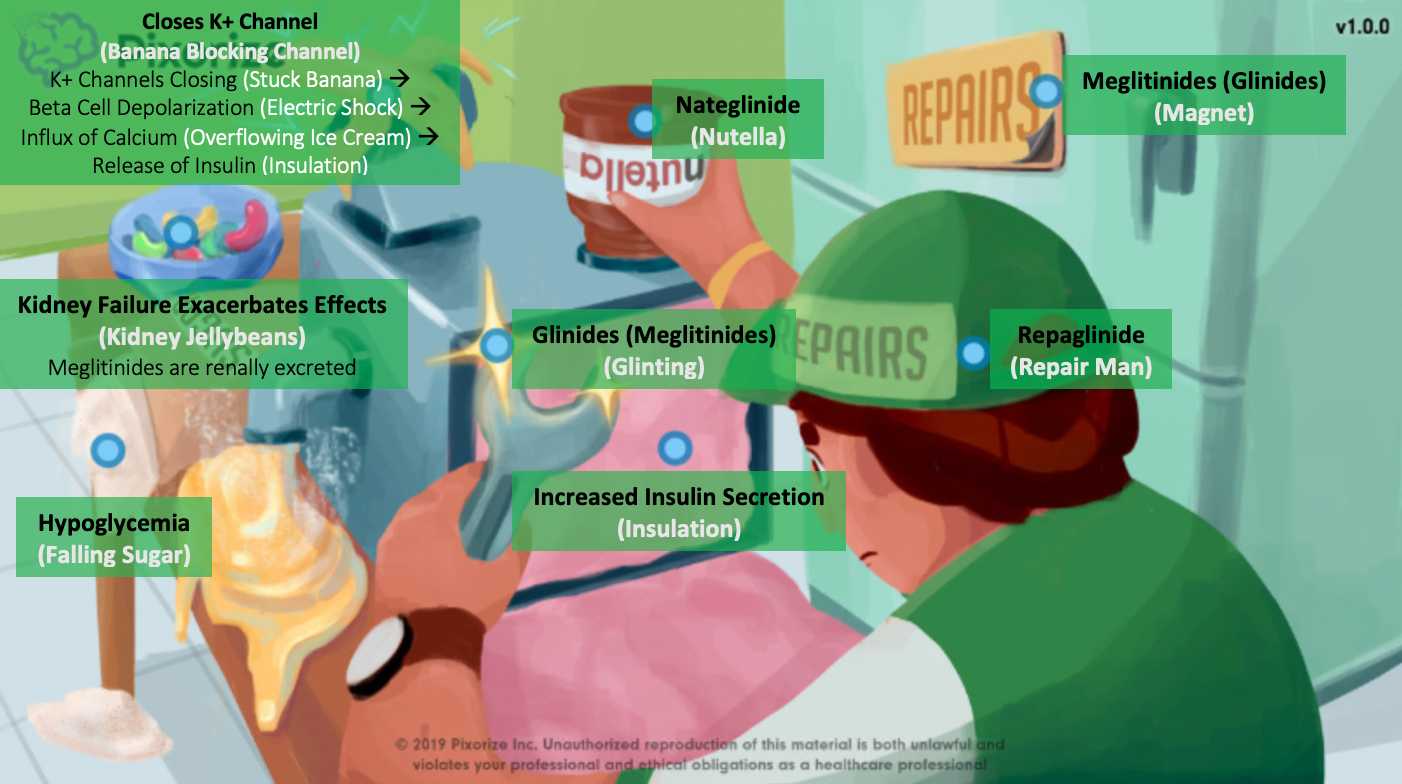 Closes K+ Channel
(Banana Blocking Channel)
K+ Channels Closing (Stuck Banana) →
Beta Cell Depolarization (Electric Shock) →
Influx of Calcium (Overflowing Ice Cream) →
Release of Insulin (Insulation)
Pixorize
v1.0.0
Nateglinide
(Nutella)
nutella
REPAIRS
Meglitinides (Glinides)
(Magnet)
Kidney Failure Exacerbates Effects
(Kidney Jellybeans)
Meglitinides are renally excreted
Glinides (Meglitinides)
(Glinting)
REPAIRS
Repaglinide
(Repair Man)
Increased Insulin Secretion
(Insulation)
Hypoglycemia
(Falling Sugar)
© 2019 Pixorize Inc. Unauthorized reproduction of this material is both unlawful and
violates your professional and ethical obligations as a healthcare professional